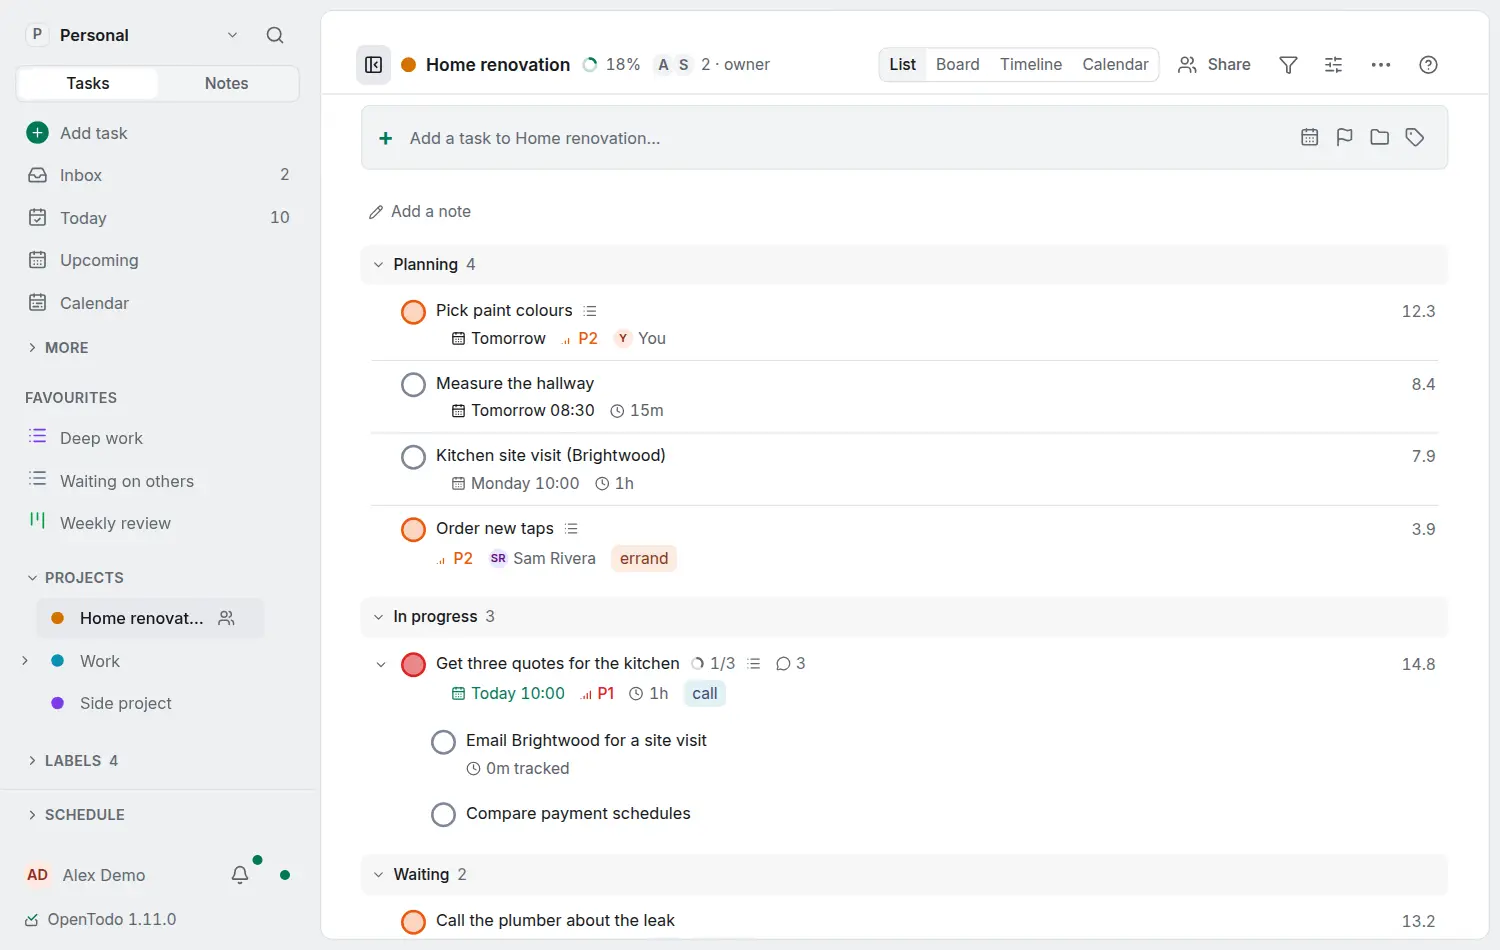 P Personal
Tasks Notes
Add task
Inbox 2
Today 10
Upcoming
Calendar
MORE
FAVOURITES
Deep work
Waiting on others
Weekly review
PROJECTS
Home renovat...
Work
Side project
LABELS 4
SCHEDULE
AD Alex Demo
OpenTodo 1.11.0
Home renovation 18% A S 2 · owner List Board Timeline Calendar Share
Add a task to Home renovation...
Add a note
Planning 4
Pick paint colours 12.3
Tomorrow P2 Y You
Measure the hallway 8.4
Tomorrow 08:30 15m
Kitchen site visit (Brightwood) 7.9
Monday 10:00 1h
Order new taps 3.9
P2 SR Sam Rivera errand
In progress 3
Get three quotes for the kitchen 1/3 3 14.8
Today 10:00 P1 1h call
Email Brightwood for a site visit
0m tracked
Compare payment schedules
Waiting 2
Call the plumber about the leak 13.2